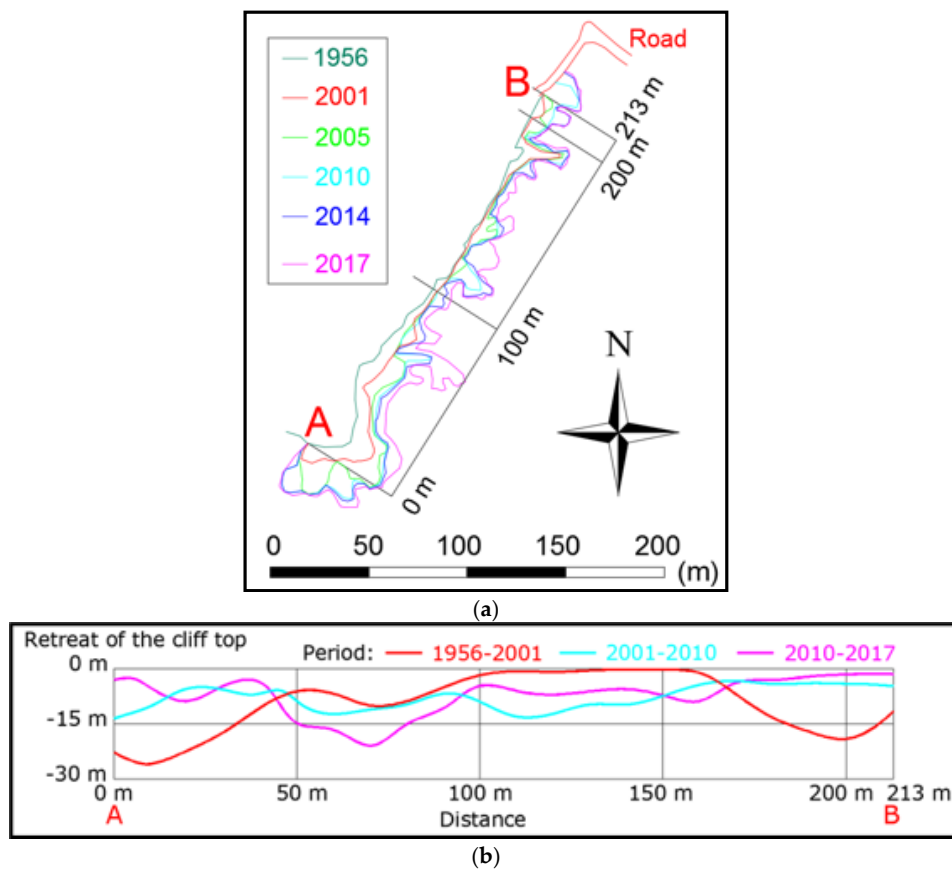 Road
1956
2001
2005
2010
2014
2017
B
213 m
200 m
100 m
A
0 m
N
0 50 100 150 200
(m)
(a)
Retreat of the cliff top
Period: 1956-2001 2001-2010 2010-2017
0 m
-15 m
-30 m
0 m 50 m 100 m 150 m 200 m 213 m
A Distance B
(b)